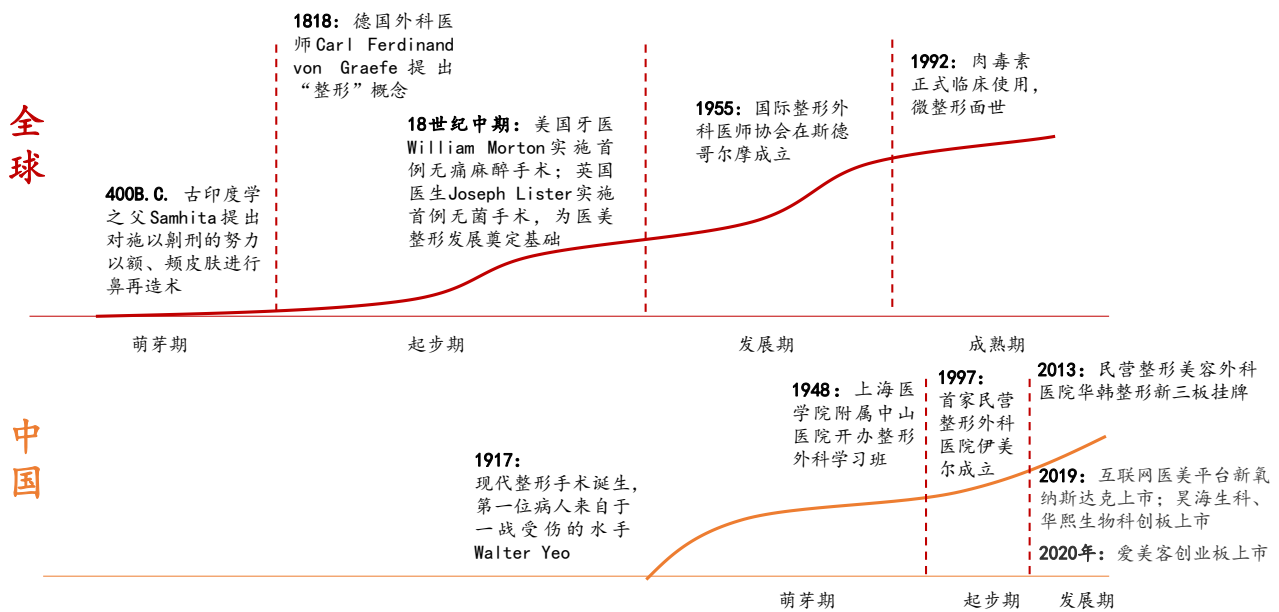 全球
400B.C. 古印度学
之父Samhita提出
对施以劓刑的努力
以额、颊皮肤进行
鼻再造术
1818: 德国外科医
师Carl Ferdinand
von Graefe 提出
“整形”概念
18世纪中期: 美国牙医
William Morton实施首
例无痛麻醉手术; 英国
医生Joseph Lister实施
首例无菌手术, 为医美
整形发展奠定基础
1955: 国际整形外
科医师协会在斯德
哥尔摩成立
1992: 肉毒素
正式临床使用,
微整形面世
萌芽期
起步期
发展期
成熟期
中国
1917:
现代整形手术诞生,
第一位病人来自于
一战受伤的水手
Walter Yeo
1948: 上海医
学院附属中山
医院开办整形
外科学习班
1997:
首家民营
整形外科
医院伊美
尔成立
2013: 民营整形美容外科
医院华韩整形新三板挂牌
2019: 互联网医美平台新氧
纳斯达克上市; 昊海生科、
华熙生物科创板上市
2020年: 爱美客创业板上市
萌芽期
起步期
发展期